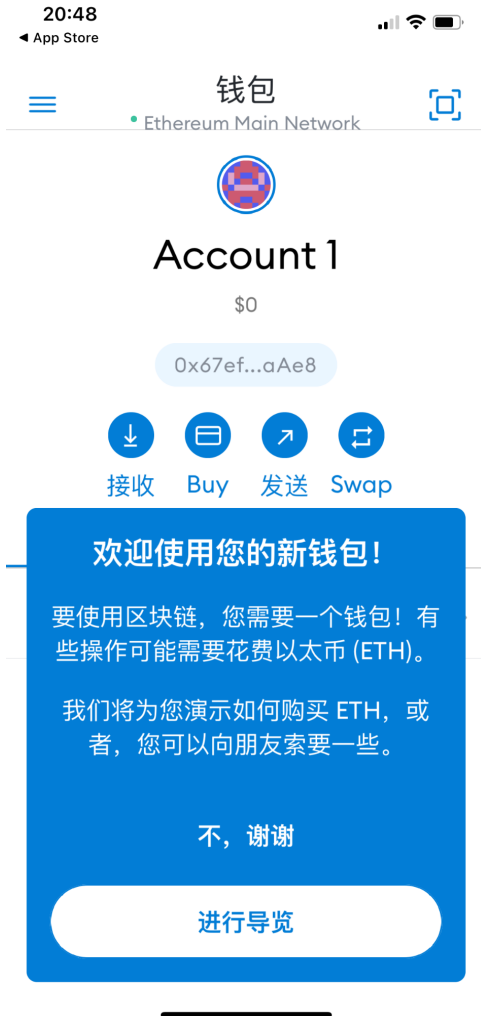 20:48
◀ App Store
钱包
Ethereum Main Network
Account 1
$0
0x67ef...aAe8
接收 Buy 发送 Swap
欢迎使用您的新钱包！
要使用区块链，您需要一个钱包！有
些操作可能需要花费以太币 (ETH)。
我们将为您演示如何购买 ETH，或
者，您可以向朋友索要一些。
不，谢谢
进行导览